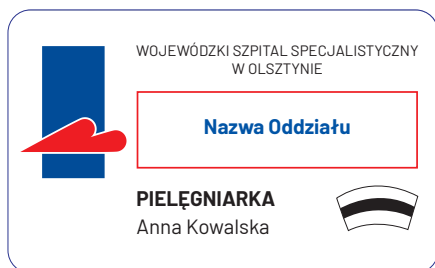 WOJEWÓDZKI SZPITAL SPECJALISTYCZNY
W OLSZTYNIE
Nazwa Oddziału
PIELĘGNIARKA
Anna Kowalska